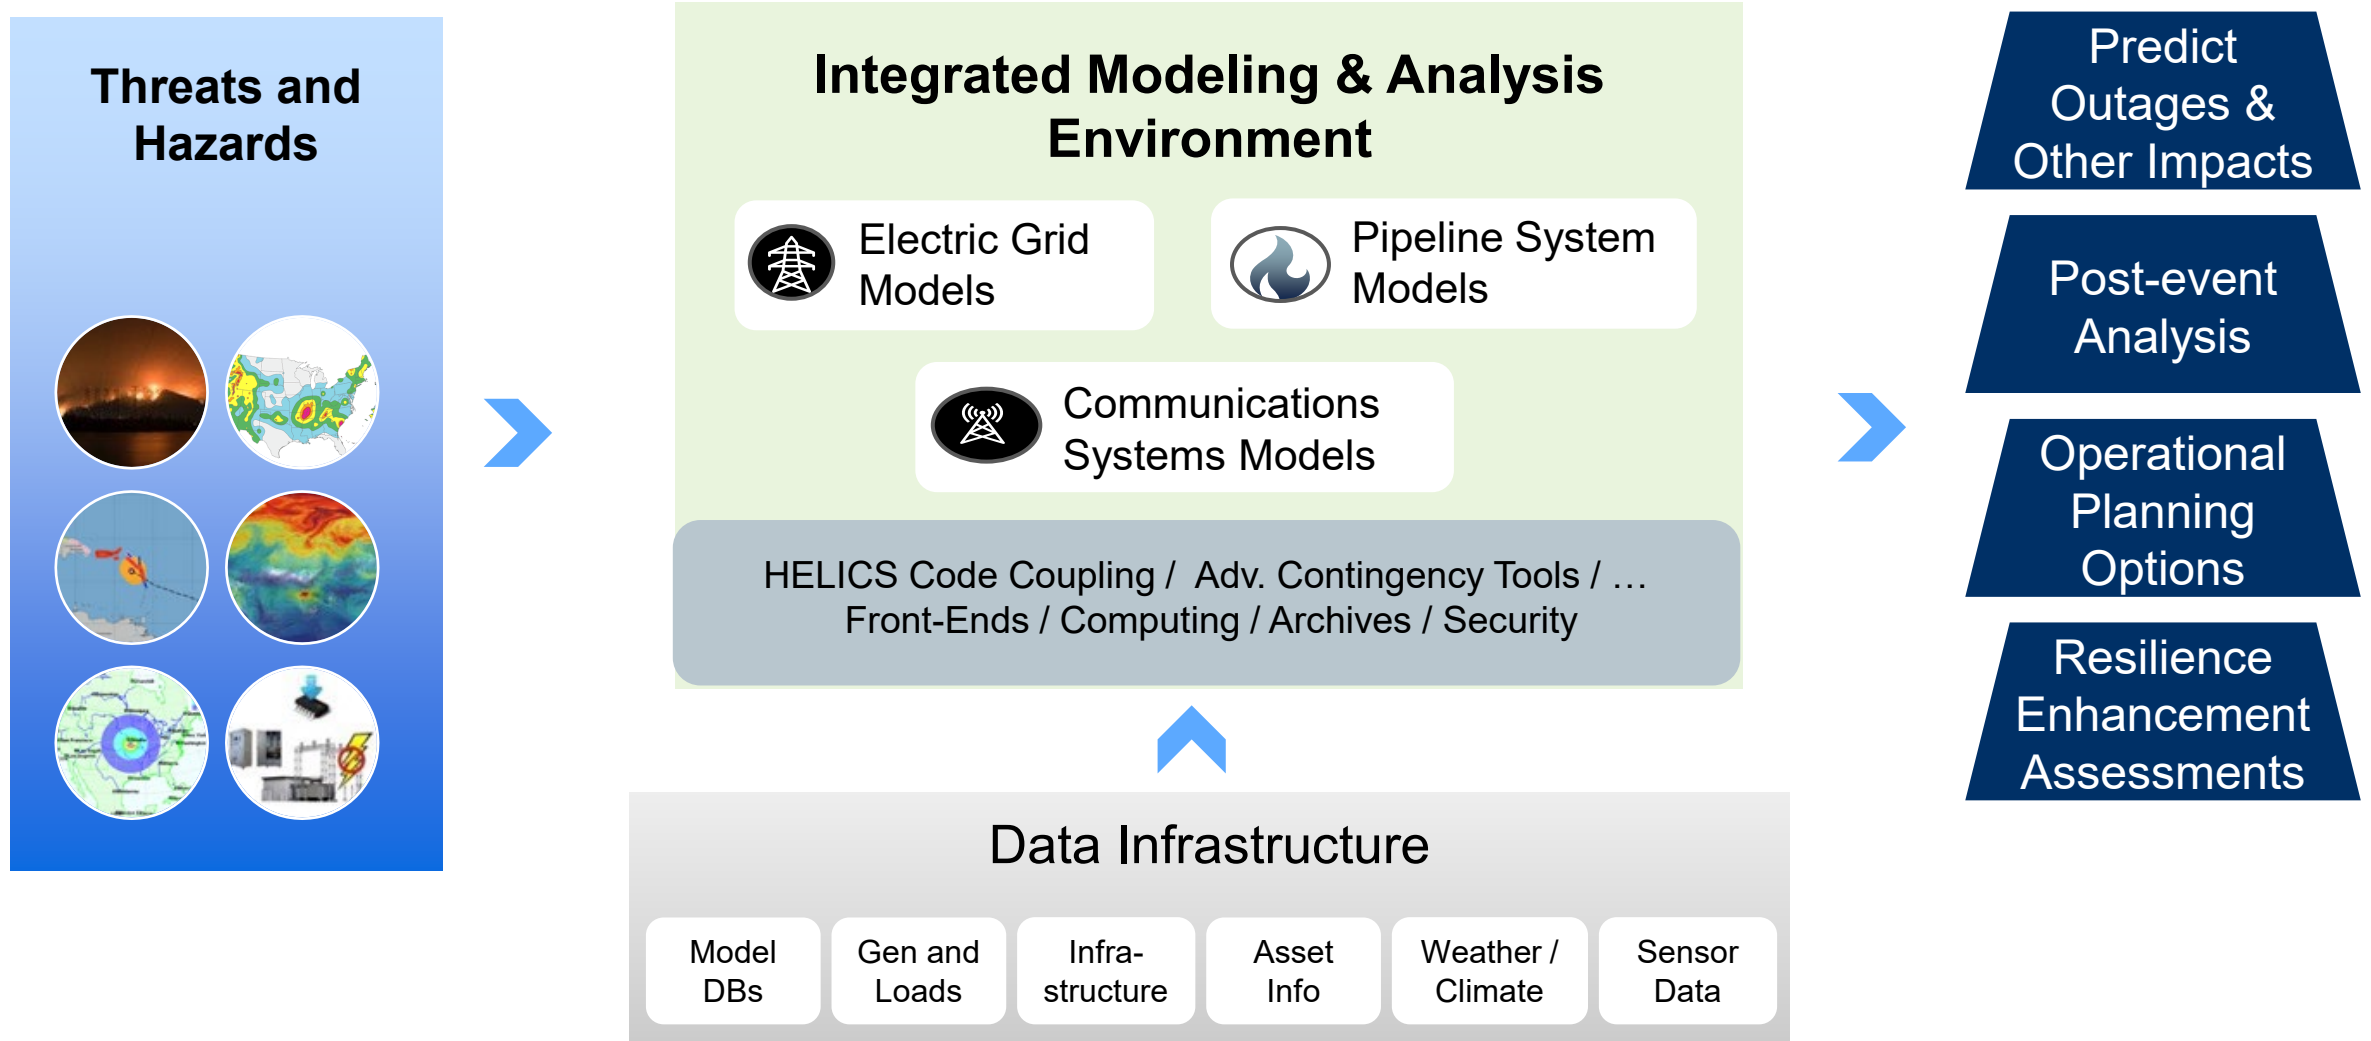 Threats and
Hazards
Integrated Modeling & Analysis
Environment
Electric Grid
Models
Pipeline System
Models
Communications
Systems Models
HELICS Code Coupling / Adv. Contingency Tools / …
Front-Ends / Computing / Archives / Security
Data Infrastructure
Model
DBs
Gen and
Loads
Infra-
structure
Asset
Info
Weather /
Climate
Sensor
Data
Predict
Outages &
Other Impacts
Post-event
Analysis
Operational
Planning
Options
Resilience
Enhancement
Assessments